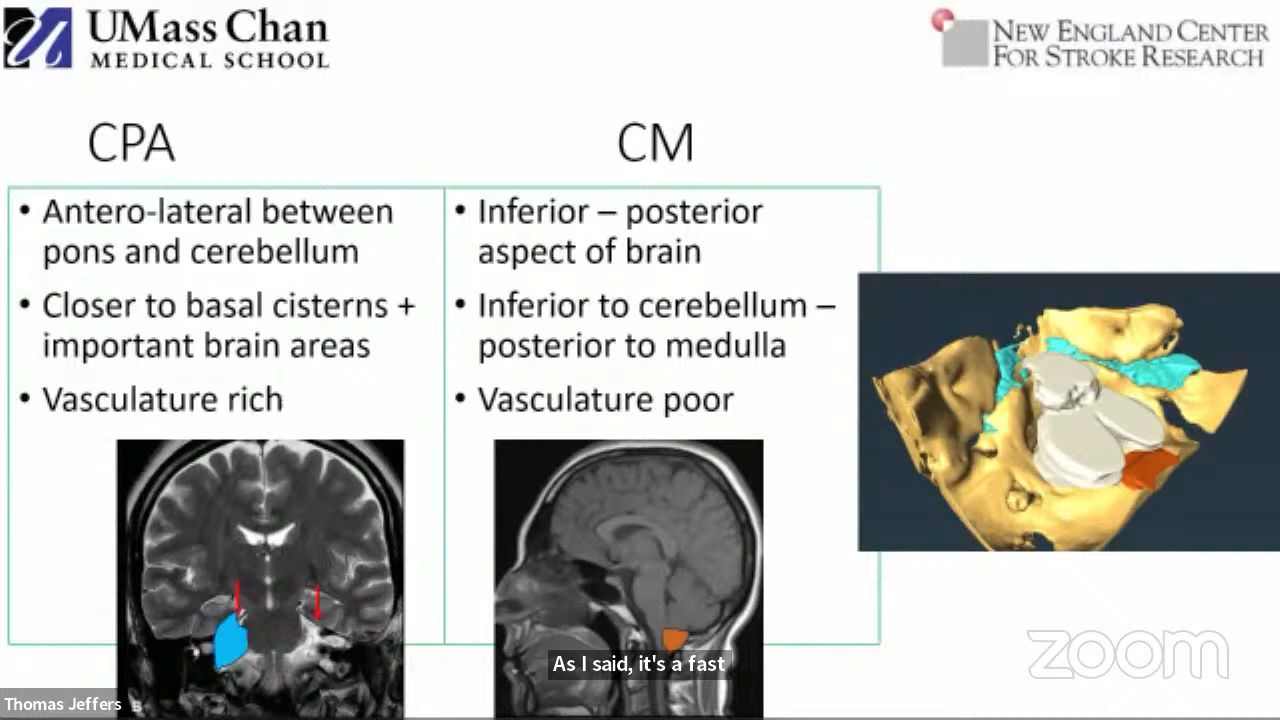 UMass Chan
MEDICAL SCHOOL
NEW ENGLAND CENTER
FOR STROKE RESEARCH
CPA
• Antero-lateral between
pons and cerebellum
• Closer to basal cisterns +
important brain areas
• Vasculature rich
CM
• Inferior – posterior
aspect of brain
• Inferior to cerebellum –
posterior to medulla
• Vasculature poor
As I said, it's a fast
zoom
Thomas Jeffers